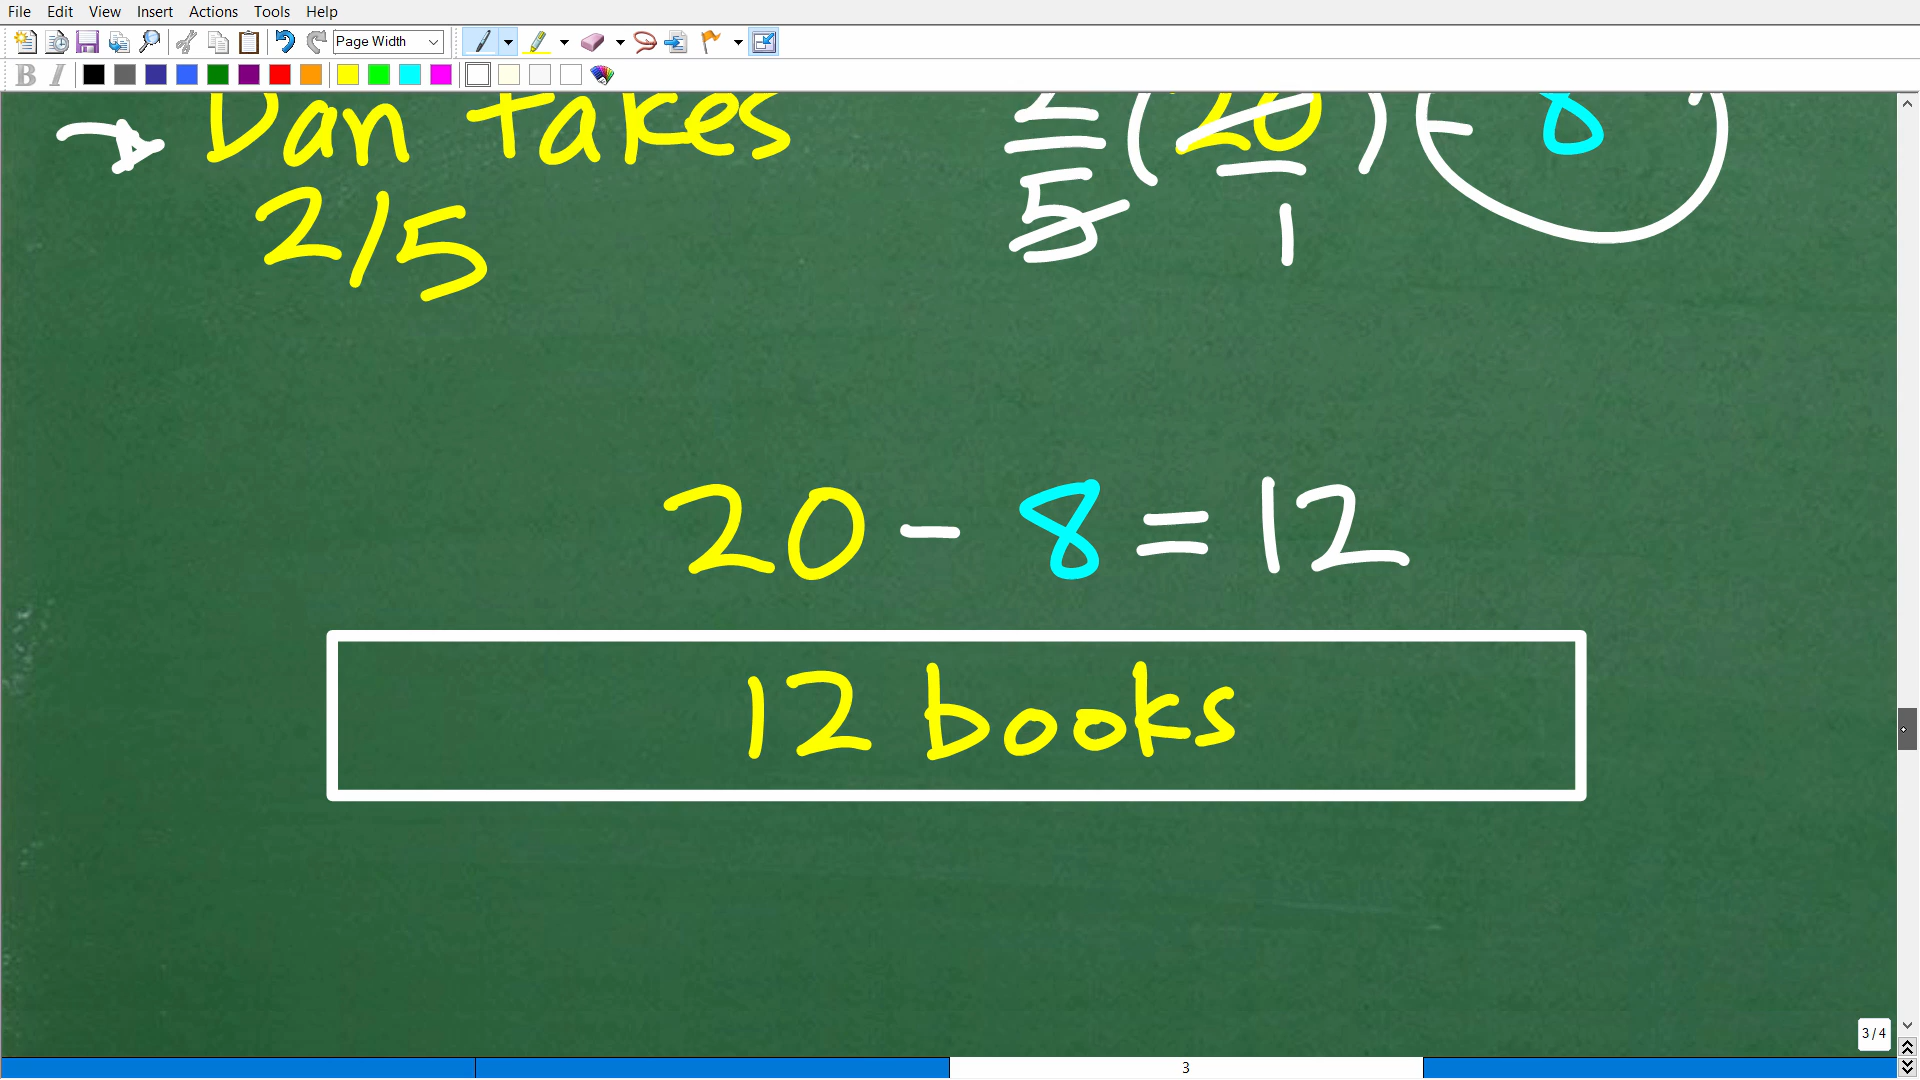 File Edit View Insert Actions Tools Help
Page Width
B I
Dan takes
2/5
2/5 (20/1) = 8
20 - 8 = 12
12 books
3 / 4
3